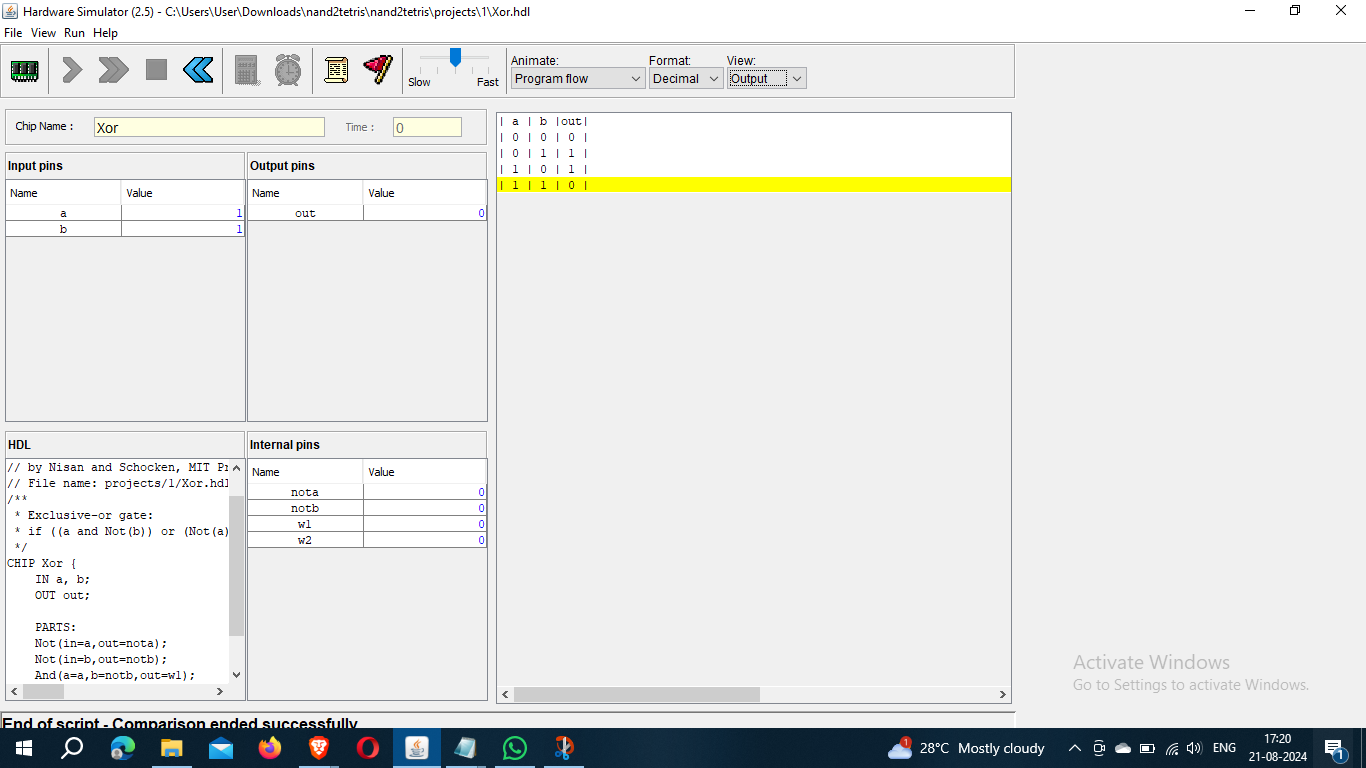 Hardware Simulator (2.5) - C:\Users\User\Downloads\nand2tetris\nand2tetris\projects\1\Xor.hdl
File View Run Help
Slow Fast
Animate: Format: View:
Program flow Decimal Output
Chip Name : Xor Time : 0
Input pins
Name Value
a 1
b 1
Output pins
Name Value
out 0
| a | b |out|
| 0 | 0 | 0 |
| 0 | 1 | 1 |
| 1 | 0 | 1 |
| 1 | 1 | 0 |
HDL
// by Nisan and Schocken, MIT Pr
// File name: projects/1/Xor.hdl
/**
* Exclusive-or gate:
* if ((a and Not(b)) or (Not(a)
*/
CHIP Xor {
IN a, b;
OUT out;
PARTS:
Not(in=a,out=nota);
Not(in=b,out=notb);
And(a=a,b=notb,out=w1);
Internal pins
Name Value
nota 0
notb 0
w1 0
w2 0
Activate Windows
Go to Settings to activate Windows.
End of script - Comparison ended successfully
1 28°C Mostly cloudy ENG 17:20
21-08-2024 1